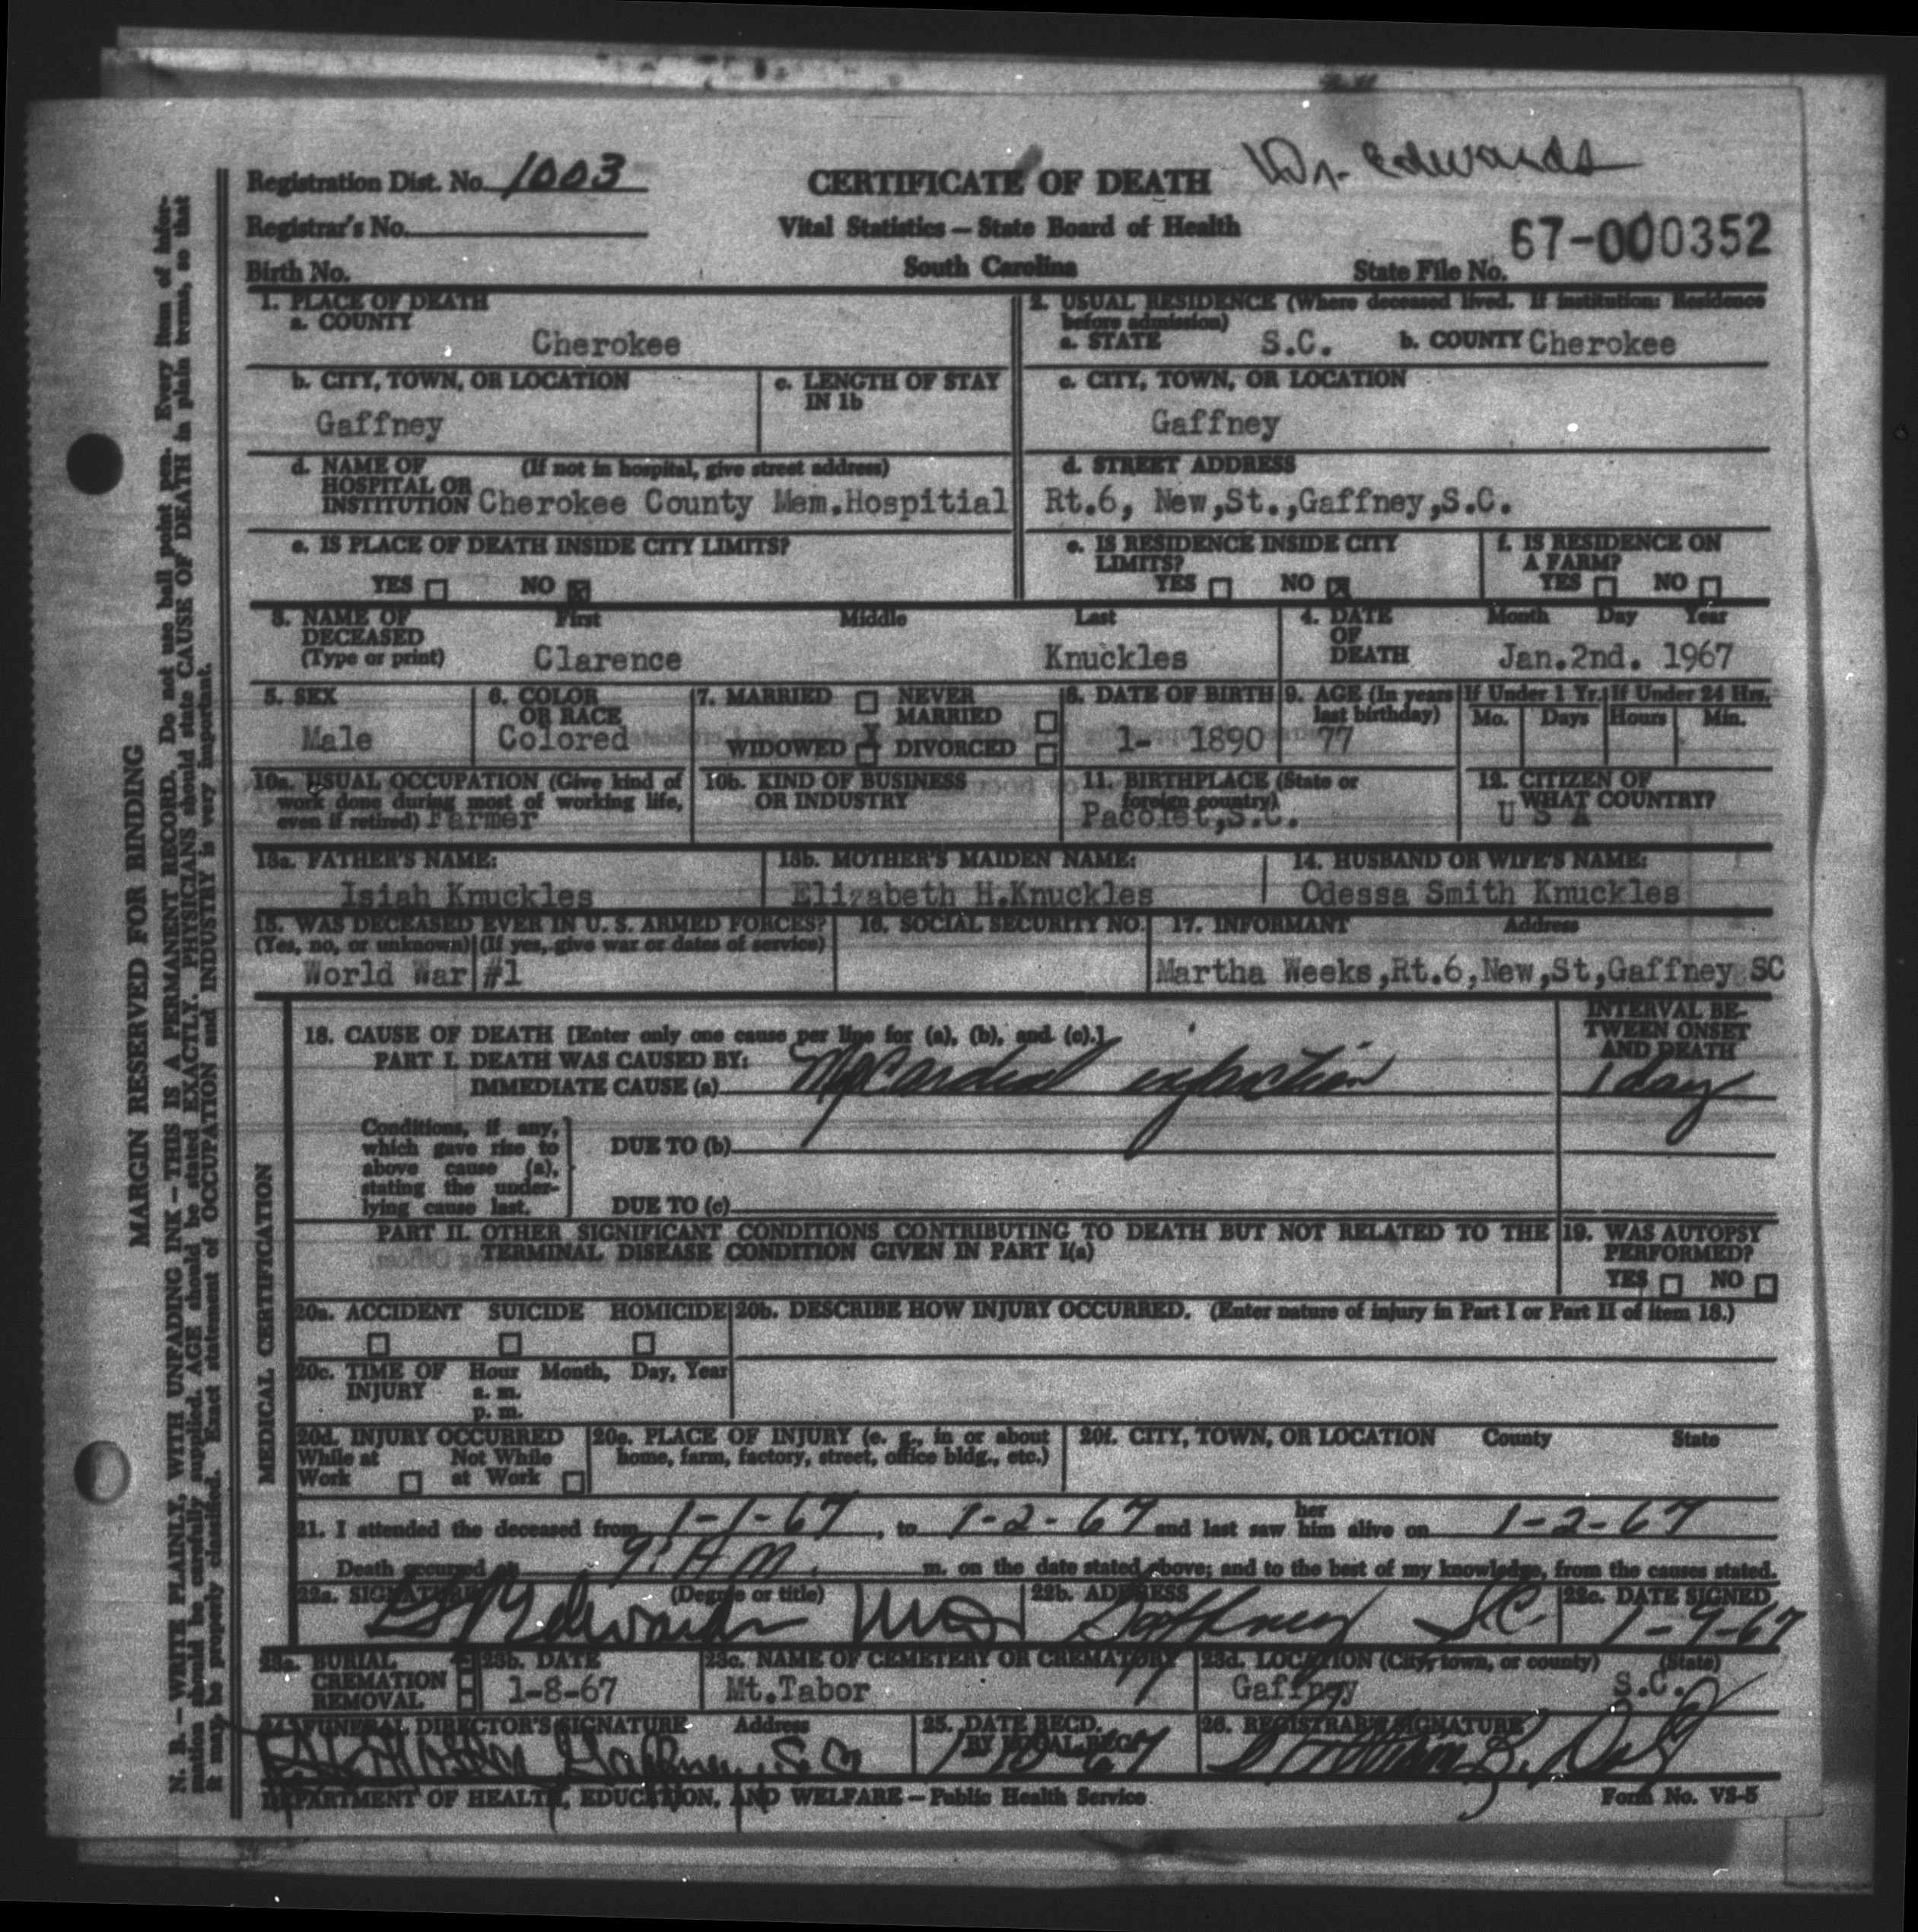 Registration Dist. No. 1003
CERTIFICATE OF DEATH
Dr. Edwards
Registrar's No.
Vital Statistics — State Board of Health
67-000352
Birth No.
South Carolina
State File No.
1. PLACE OF DEATH
a. COUNTY
Cherokee
2. USUAL RESIDENCE (Where deceased lived. If institution: Residence
before admission)
a. STATE S.C. b. COUNTY Cherokee
b. CITY, TOWN, OR LOCATION
Gaffney
c. LENGTH OF STAY
IN 1b
c. CITY, TOWN, OR LOCATION
Gaffney
d. NAME OF (If not in hospital, give street address)
HOSPITAL OR
INSTITUTION Cherokee County Mem.Hospitial
d. STREET ADDRESS
Rt.6, New,St.,Gaffney,S.C.
e. IS PLACE OF DEATH INSIDE CITY LIMITS?
YES NO X
e. IS RESIDENCE INSIDE CITY
LIMITS?
YES NO X
f. IS RESIDENCE ON
A FARM?
YES NO
3. NAME OF First Middle Last
DECEASED
(Type or print) Clarence Knuckles
4. DATE Month Day Year
OF
DEATH Jan.2nd. 1967
5. SEX
Male
6. COLOR
OR RACE
Colored
7. MARRIED NEVER
MARRIED
WIDOWED X DIVORCED
8. DATE OF BIRTH
1- 1890
9. AGE (In years
last birthday)
77
If Under 1 Yr. If Under 24 Hrs.
Mo. Days Hours Min.
10a. USUAL OCCUPATION (Give kind of
work done during most of working life,
even if retired) Farmer
10b. KIND OF BUSINESS
OR INDUSTRY
11. BIRTHPLACE (State or
foreign country)
Pacolet,S.C.
12. CITIZEN OF
WHAT COUNTRY?
U S A
13a. FATHER'S NAME:
Isiah Knuckles
13b. MOTHER'S MAIDEN NAME:
Elizabeth H.Knuckles
14. HUSBAND OR WIFE'S NAME:
Odessa Smith Knuckles
15. WAS DECEASED EVER IN U. S. ARMED FORCES?
(Yes, no, or unknown) (If yes, give war or dates of service)
World War #1
16. SOCIAL SECURITY NO.
17. INFORMANT Address
Martha Weeks,Rt.6,New,St,Gaffney SC
MEDICAL CERTIFICATION
18. CAUSE OF DEATH [Enter only one cause per line for (a), (b), and (c).]
PART I. DEATH WAS CAUSED BY:
IMMEDIATE CAUSE (a) Myocardial infarction
INTERVAL BE-
TWEEN ONSET
AND DEATH
1 day
Conditions, if any,
which gave rise to
above cause (a),
stating the under-
lying cause last.
DUE TO (b)
DUE TO (c)
PART II. OTHER SIGNIFICANT CONDITIONS CONTRIBUTING TO DEATH BUT NOT RELATED TO THE
TERMINAL DISEASE CONDITION GIVEN IN PART I(a)
19. WAS AUTOPSY
PERFORMED?
YES NO
20a. ACCIDENT SUICIDE HOMICIDE
20b. DESCRIBE HOW INJURY OCCURRED. (Enter nature of injury in Part I or Part II of item 18.)
20c. TIME OF Hour Month, Day, Year
INJURY a. m.
p. m.
20d. INJURY OCCURRED
While at Not While
Work at Work
20e. PLACE OF INJURY (e. g., in or about
home, farm, factory, street, office bldg., etc.)
20f. CITY, TOWN, OR LOCATION County State
21. I attended the deceased from 1-1-67, to 1-2-67 and last saw her him alive on 1-2-67
Death occurred at 9: A M. m. on the date stated above; and to the best of my knowledge, from the causes stated.
22a. SIGNATURE (Degree or title)
Edwards MD
22b. ADDRESS
Gaffney S.C.
22c. DATE SIGNED
1-9-67
23a. BURIAL
CREMATION
REMOVAL
23b. DATE
1-8-67
23c. NAME OF CEMETERY OR CREMATORY
Mt.Tabor
23d. LOCATION (City, town, or county) (State)
Gaffney S.C.
24. FUNERAL DIRECTOR'S SIGNATURE Address
Gaffney, S.C.
25. DATE RECD.
BY LOCAL REG.
1 10 67
26. REGISTRAR'S SIGNATURE
DEPARTMENT OF HEALTH, EDUCATION, AND WELFARE — Public Health Service
Form No. VS-5
MARGIN RESERVED FOR BINDING
N. B. — WRITE PLAINLY, WITH UNFADING INK — THIS IS A PERMANENT RECORD. Do not use ball point pen. Every item of infor-
mation should be carefully supplied. AGE should be stated EXACTLY. PHYSICIANS should state CAUSE OF DEATH in plain terms, so that
it may be properly classified. Exact statement of OCCUPATION and INDUSTRY is very important.